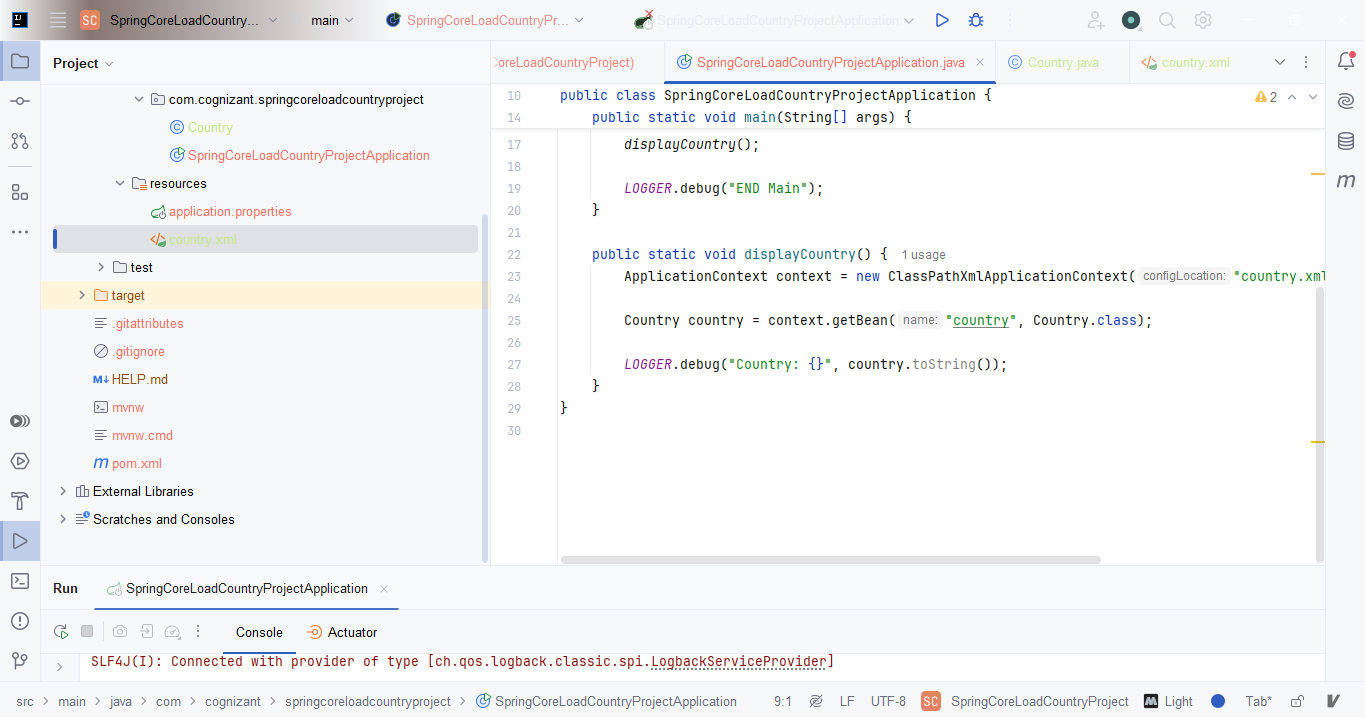 SC SpringCoreLoadCountry... main SpringCoreLoadCountryPr... SpringCoreLoadCountryProjectApplication
Project
com.cognizant.springcoreloadcountryproject
Country
SpringCoreLoadCountryProjectApplication
resources
application.properties
country.xml
test
target
.gitattributes
.gitignore
M↓ HELP.md
mvnw
mvnw.cmd
m pom.xml
External Libraries
Scratches and Consoles
CoreLoadCountryProject) SpringCoreLoadCountryProjectApplication.java Country.java country.xml
10 public class SpringCoreLoadCountryProjectApplication { 2
14 public static void main(String[] args) {
17 displayCountry();
18
19 LOGGER.debug("END Main");
20 }
21
22 public static void displayCountry() { 1 usage
23 ApplicationContext context = new ClassPathXmlApplicationContext( configLocation: "country.xml
24
25 Country country = context.getBean( name: "country", Country.class);
26
27 LOGGER.debug("Country: {}", country.toString());
28 }
29 }
30
m
Run SpringCoreLoadCountryProjectApplication
Console Actuator
SLF4J(I): Connected with provider of type [ch.qos.logback.classic.spi.LogbackServiceProvider]
src > main > java > com > cognizant > springcoreloadcountryproject > SpringCoreLoadCountryProjectApplication 9:1 LF UTF-8 SC SpringCoreLoadCountryProject M Light Tab*